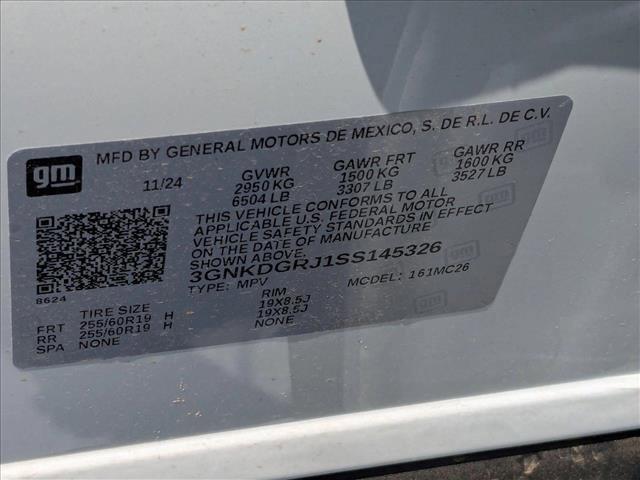 gm
MFD BY GENERAL MOTORS DE MEXICO, S. DE R.L. DE C.V.
11/24 GVWR GAWR FRT GAWR RR
2950 KG 1500 KG 1600 KG
6504 LB 3307 LB 3527 LB
THIS VEHICLE CONFORMS TO ALL
APPLICABLE U.S. FEDERAL MOTOR
VEHICLE SAFETY STANDARDS IN EFFECT
ON THE DATE OF MANUFACTURE
3GNKDGRJ1SS145326
TYPE: MPV MODEL: 161MC26
8624
TIRE SIZE RIM
FRT 255/60R19 H 19X8.5J
RR 255/60R19 H 19X8.5J
SPA NONE NONE